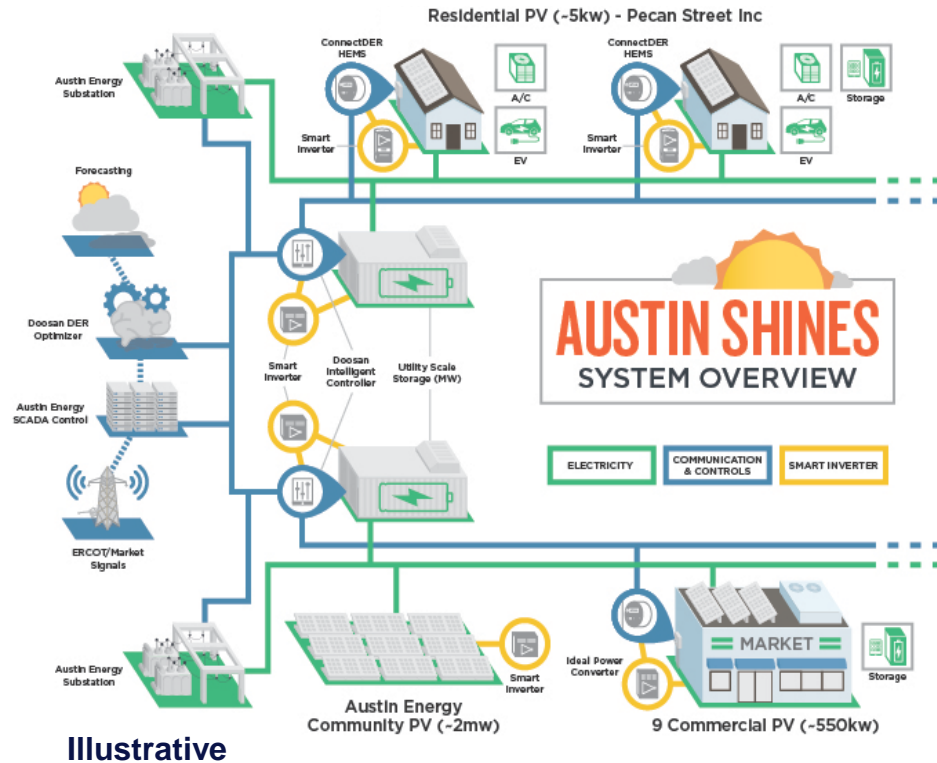 Residential PV (~5kw) - Pecan Street Inc
Austin Energy
Substation
ConnectDER
HEMS
Smart
Inverter
A/C
EV
ConnectDER
HEMS
Smart
Inverter
A/C
Storage
EV
Forecasting
Doosan DER
Optimizer
Austin Energy
SCADA Control
ERCOT/Market
Signals
Smart
Inverter
Doosan
Intelligent
Controller
Utility Scale
Storage (MW)
AUSTIN SHINES
SYSTEM OVERVIEW
ELECTRICITY
COMMUNICATION
& CONTROLS
SMART INVERTER
Austin Energy
Substation
Smart
Inverter
Austin Energy
Community PV (~2mw)
Ideal Power
Converter
MARKET
Storage
9 Commercial PV (~550kw)
Illustrative